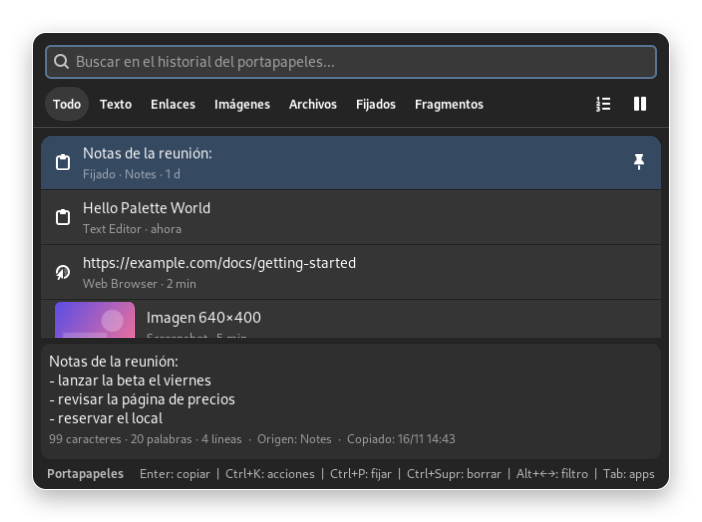 Buscar en el historial del portapapeles...
Todo Texto Enlaces Imágenes Archivos Fijados Fragmentos
Notas de la reunión:
Fijado · Notes · 1 d
Hello Palette World
Text Editor · ahora
https://example.com/docs/getting-started
Web Browser · 2 min
Imagen 640×400
Screenshot · 5 min
Notas de la reunión:
- lanzar la beta el viernes
- revisar la página de precios
- reservar el local
99 caracteres · 20 palabras · 4 líneas · Origen: Notes · Copiado: 16/11 14:43
Portapapeles Enter: copiar | Ctrl+K: acciones | Ctrl+P: fijar | Ctrl+Supr: borrar | Alt+←→: filtro | Tab: apps